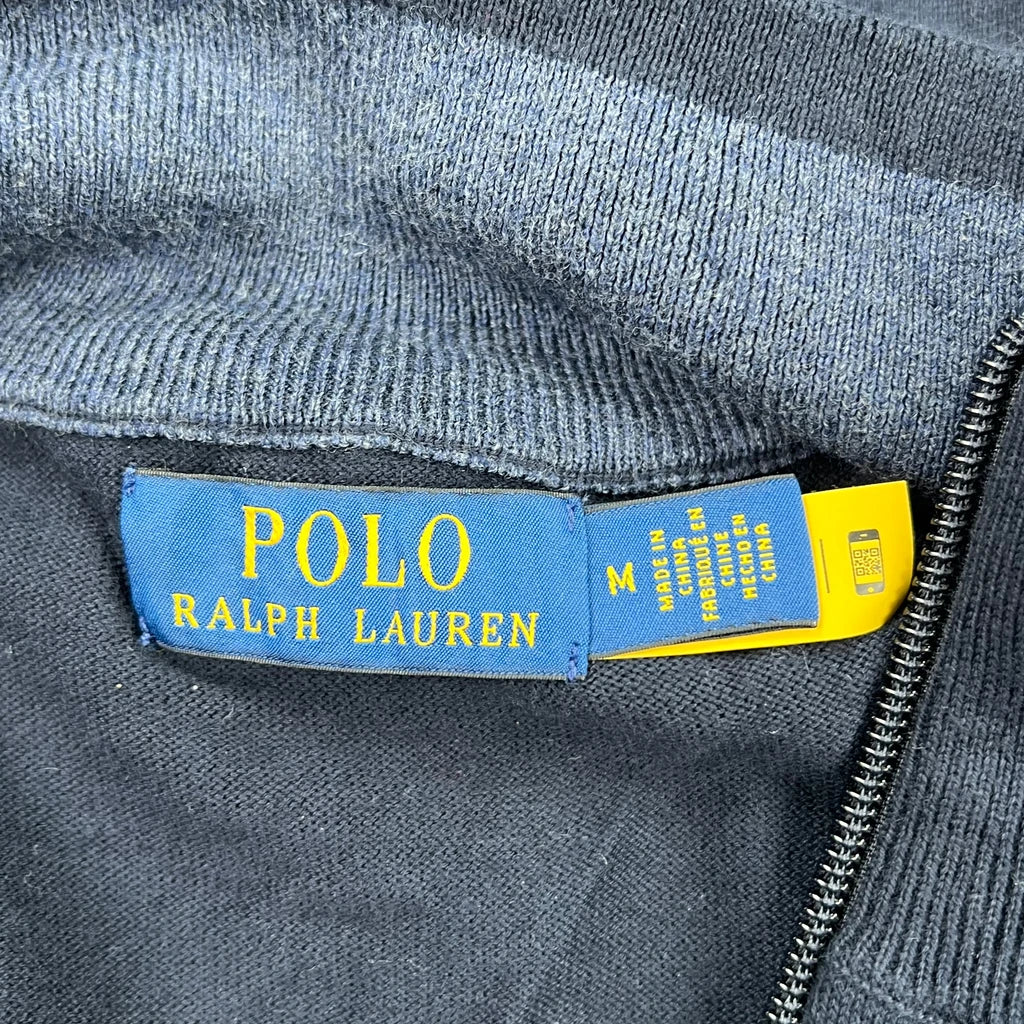 POLO
RALPH LAUREN
M
MADE IN
CHINA
FABRIQUÉ EN
CHINE
HECHO EN
CHINA